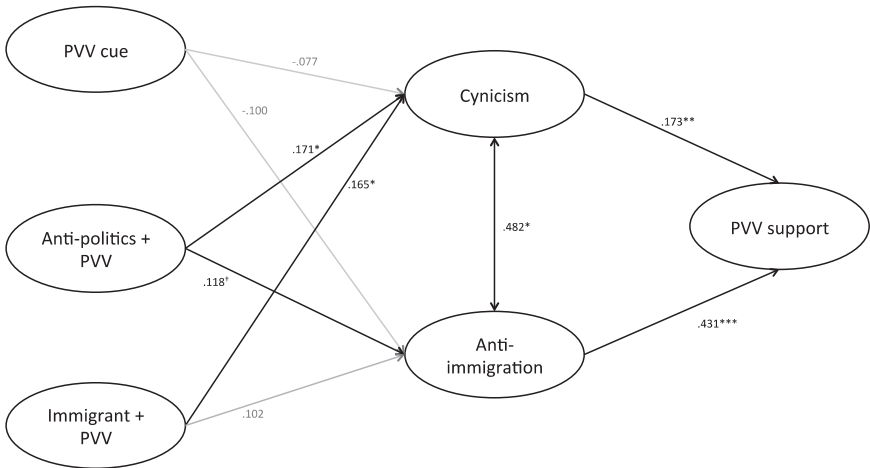 PVV cue
-.077
Cynicism
-.100
.173**
.171*
.165*
Anti-politics +
PVV
.482*
PVV support
.118†
.431***
Anti-
immigration
Immigrant +
PVV
.102